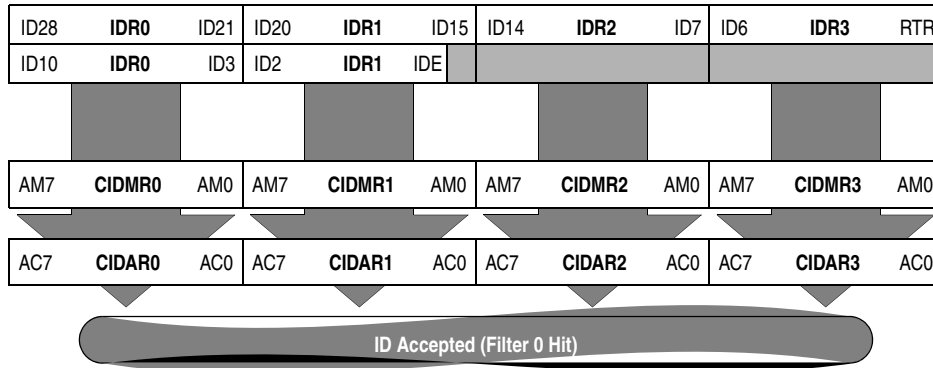 ID28 IDR0 ID21 ID20 IDR1 ID15 ID14 IDR2 ID7 ID6 IDR3 RTR
ID10 IDR0 ID3 ID2 IDR1 IDE
AM7 CIDMR0 AM0 AM7 CIDMR1 AM0 AM7 CIDMR2 AM0 AM7 CIDMR3 AM0
AC7 CIDAR0 AC0 AC7 CIDAR1 AC0 AC7 CIDAR2 AC0 AC7 CIDAR3 AC0
ID Accepted (Filter 0 Hit)